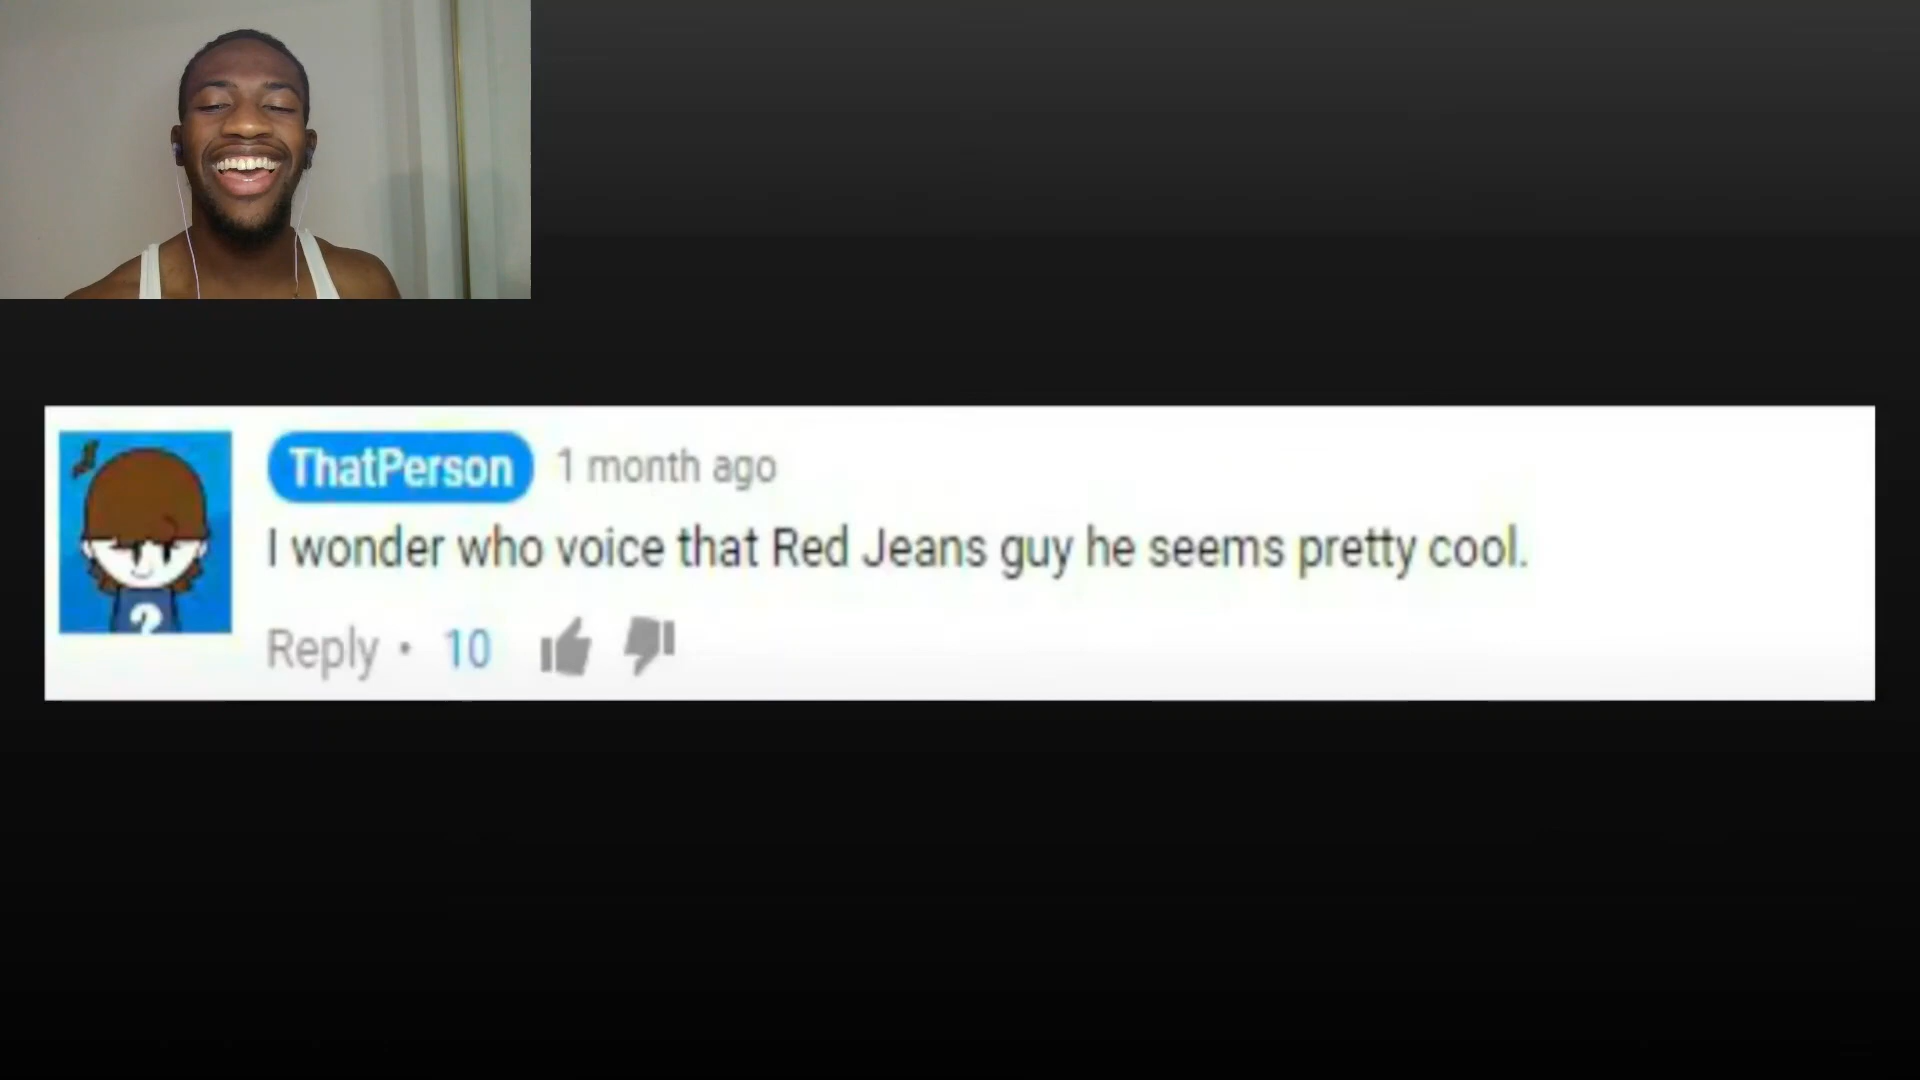 ThatPerson 1 month ago
I wonder who voice that Red Jeans guy he seems pretty cool.
Reply • 10
?